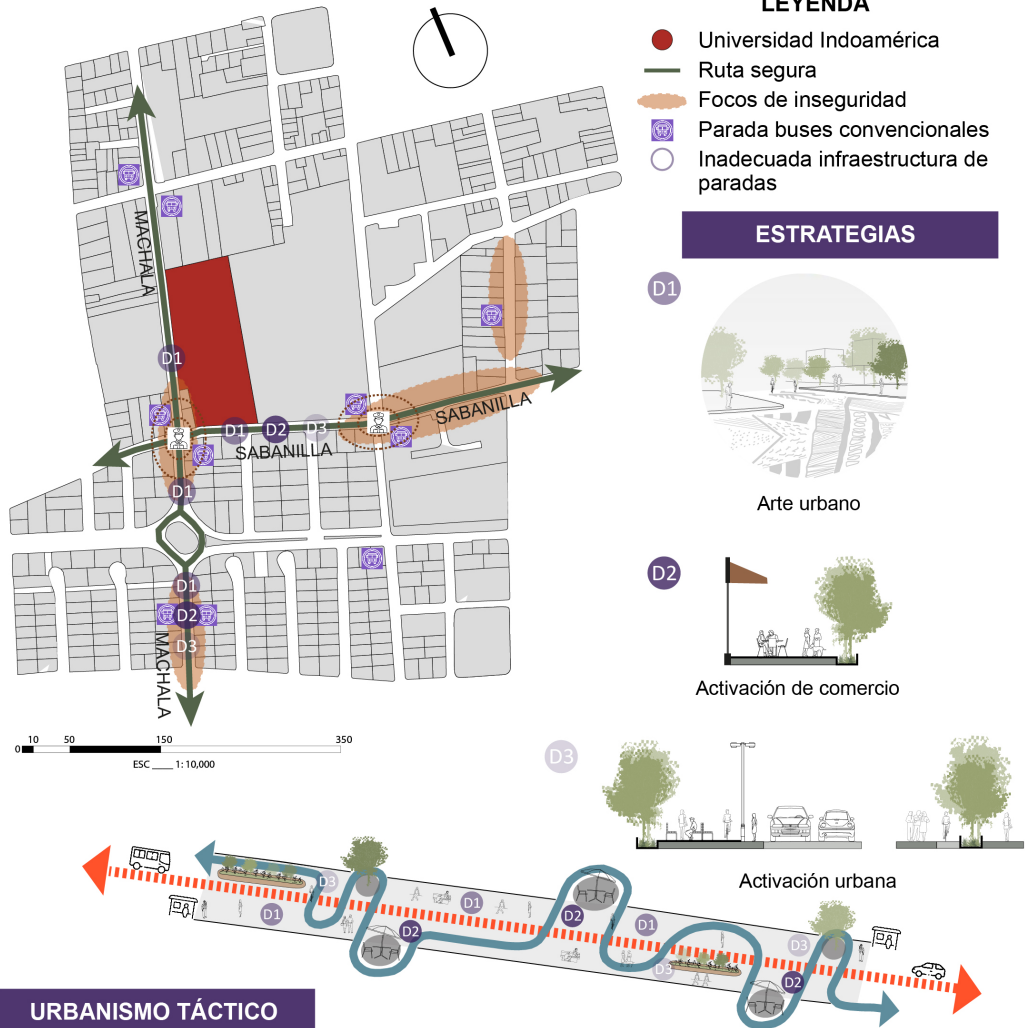 LEYENDA
Universidad Indoamérica
Ruta segura
Focos de inseguridad
Parada buses convencionales
Inadecuada infraestructura de
paradas
ESTRATEGIAS
D1
Arte urbano
D2
Activación de comercio
D3
Activación urbana
MACHALA
D1
SABANILLA
D1
D2
D3
SABANILLA
D1
D1
D2
D3
MACHALA
0 10 50 150 350
ESC ____ 1: 10,000
D3
D1
D1
D2
D2
D1
D3
D3
D2
URBANISMO TÁCTICO